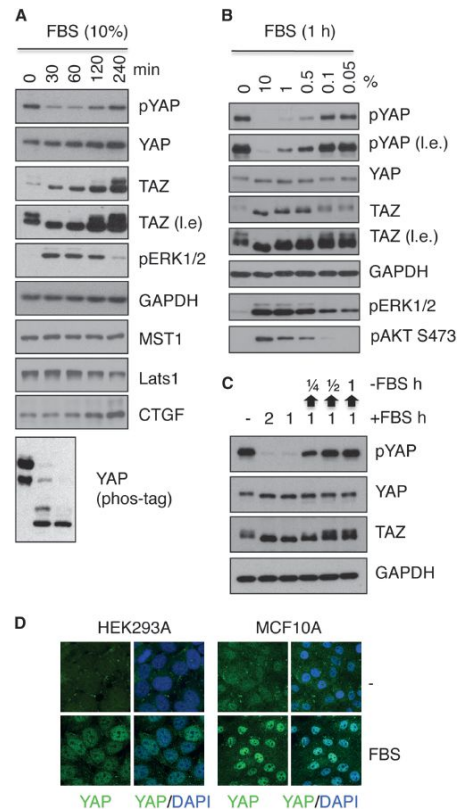 A
FBS (10%)
0 30 60 120 240 min
pYAP
YAP
TAZ
TAZ (l.e)
pERK1/2
GAPDH
MST1
Lats1
CTGF
YAP
(phos-tag)
B
FBS (1 h)
0 10 1 0.5 0.1 0.05 %
pYAP
pYAP (l.e.)
YAP
TAZ
TAZ (l.e.)
GAPDH
pERK1/2
pAKT S473
C
¼ ½ 1 -FBS h
- 2 1 1 1 1 +FBS h
pYAP
YAP
TAZ
GAPDH
D
HEK293A MCF10A
-
FBS
YAP YAP/DAPI YAP YAP/DAPI